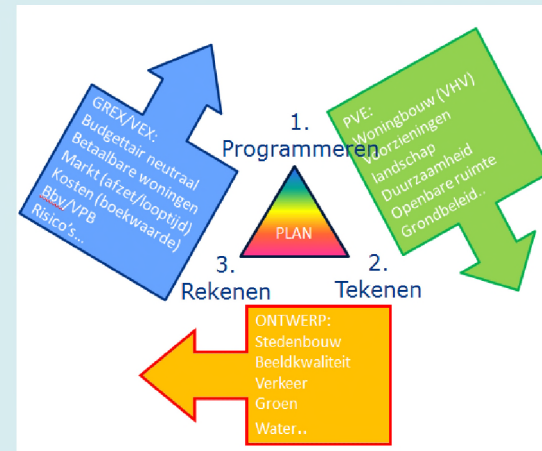 GREX/VEX:
Budgettair neutraal
Betaalbare woningen
Markt (afzet/looptijd)
Kosten (boekwaarde)
Bbv/VPB
Risico's...
1.
Programmeren
PVE:
Woningbouw (VHV)
Voorzieningen
landschap
Duurzaamheid
Openbare ruimte
Grondbeleid..
PLAN
3.
Rekenen
2.
Tekenen
ONTWERP:
Stedenbouw
Beeldkwaliteit
Verkeer
Groen
Water..